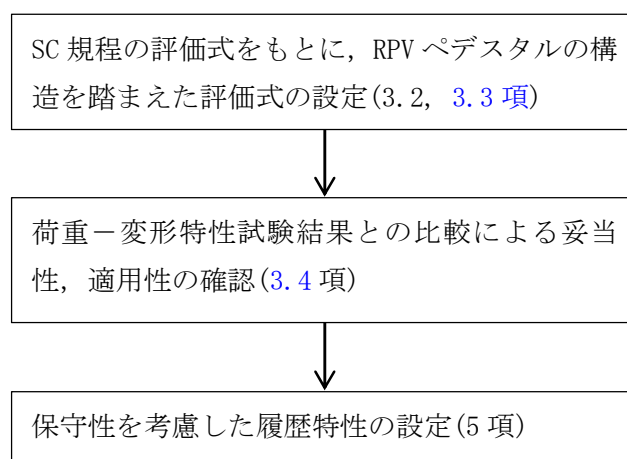 SC 規程の評価式をもとに，RPV ペデスタルの構
造を踏まえた評価式の設定(3.2，3.3 項)
荷重－変形特性試験結果との比較による妥当
性，適用性の確認(3.4 項)
保守性を考慮した履歴特性の設定(5 項)